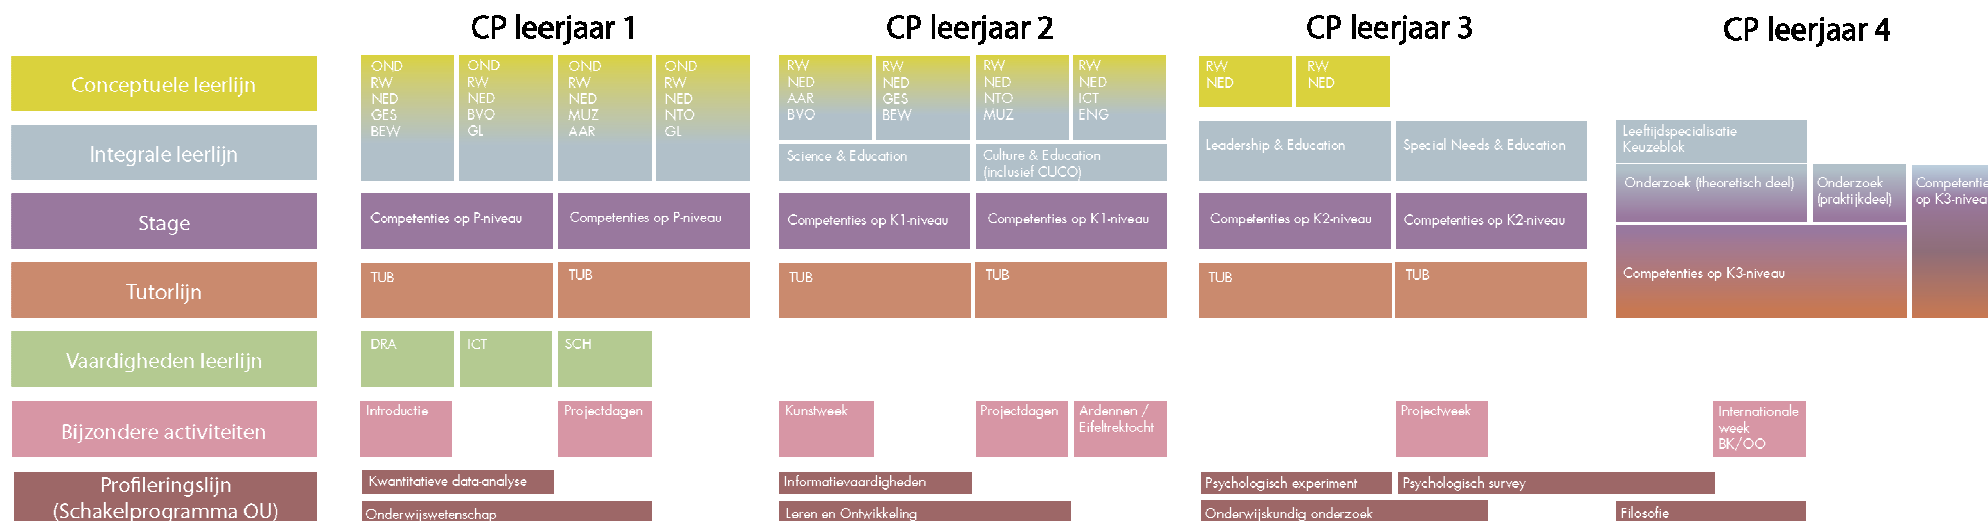 CP leerjaar 1
CP leerjaar 2
CP leerjaar 3
CP leerjaar 4
Conceptuele leerlijn
OND
RW
NED
GES
BEW
OND
RW
NED
BVO
GL
OND
RW
NED
MUZ
AAR
OND
RW
NED
NTO
GL
RW
NED
AAR
BVO
RW
NED
GES
BEW
RW
NED
NTO
MUZ
RW
NED
ICT
ENG
RW
NED
RW
NED
Integrale leerlijn
Science & Education
Culture & Education
(inclusief CUCO)
Leadership & Education
Special Needs & Education
Leeftijdspecialisatie
Keuzeblok
Onderzoek (theoretisch deel)
Onderzoek
(praktijkdeel)
Competentie
op K3-nivea
Stage
Competenties op P-niveau
Competenties op P-niveau
Competenties op K1-niveau
Competenties op K1-niveau
Competenties op K2-niveau
Competenties op K2-niveau
Competenties op K3-niveau
Tutorlijn
TUB
TUB
TUB
TUB
TUB
TUB
Vaardigheden leerlijn
DRA
ICT
SCH
Bijzondere activiteiten
Introductie
Projectdagen
Kunstweek
Projectdagen
Ardennen /
Eifeltrektocht
Projectweek
Internationale
week
BK/OO
Profileringslijn
(Schakelprogramma OU)
Kwantitatieve data-analyse
Informatievaardigheden
Psychologisch experiment
Psychologisch survey
Onderwijswetenschap
Leren en Ontwikkeling
Onderwijskundig onderzoek
Filosofie